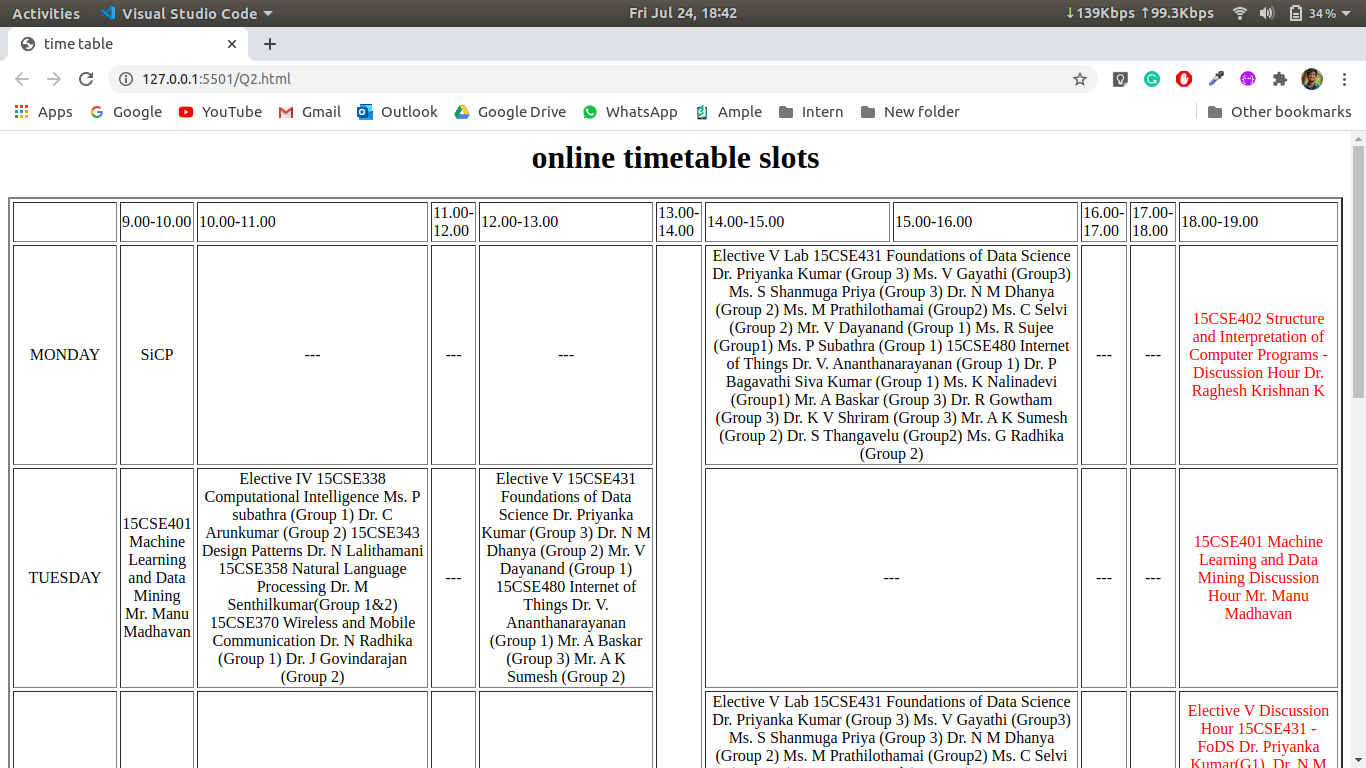 Activities Visual Studio Code Fri Jul 24, 18:42 ↓139Kbps ↑99.3Kbps 34%
time table
127.0.0.1:5501/Q2.html
Apps Google YouTube Gmail Outlook Google Drive WhatsApp Ample Intern New folder Other bookmarks
online timetable slots
9.00-10.00
10.00-11.00
11.00-
12.00
12.00-13.00
13.00-
14.00
14.00-15.00
15.00-16.00
16.00-
17.00
17.00-
18.00
18.00-19.00
MONDAY
SiCP
---
---
---
Elective V Lab 15CSE431 Foundations of Data Science
Dr. Priyanka Kumar (Group 3) Ms. V Gayathi (Group3)
Ms. S Shanmuga Priya (Group 3) Dr. N M Dhanya
(Group 2) Ms. M Prathilothamai (Group2) Ms. C Selvi
(Group 2) Mr. V Dayanand (Group 1) Ms. R Sujee
(Group1) Ms. P Subathra (Group 1) 15CSE480 Internet
of Things Dr. V. Ananthanarayanan (Group 1) Dr. P
Bagavathi Siva Kumar (Group 1) Ms. K Nalinadevi
(Group1) Mr. A Baskar (Group 3) Dr. R Gowtham
(Group 3) Dr. K V Shriram (Group 3) Mr. A K Sumesh
(Group 2) Dr. S Thangavelu (Group2) Ms. G Radhika
(Group 2)
---
---
15CSE402 Structure
and Interpretation of
Computer Programs -
Discussion Hour Dr.
Raghesh Krishnan K
TUESDAY
15CSE401
Machine
Learning
and Data
Mining
Mr. Manu
Madhavan
Elective IV 15CSE338
Computational Intelligence Ms. P
subathra (Group 1) Dr. C
Arunkumar (Group 2) 15CSE343
Design Patterns Dr. N Lalithamani
15CSE358 Natural Language
Processing Dr. M
Senthilkumar(Group 1&2)
15CSE370 Wireless and Mobile
Communication Dr. N Radhika
(Group 1) Dr. J Govindarajan
(Group 2)
---
Elective V 15CSE431
Foundations of Data
Science Dr. Priyanka
Kumar (Group 3) Dr. N M
Dhanya (Group 2) Mr. V
Dayanand (Group 1)
15CSE480 Internet of
Things Dr. V.
Ananthanarayanan
(Group 1) Mr. A Baskar
(Group 3) Mr. A K
Sumesh (Group 2)
---
---
---
15CSE401 Machine
Learning and Data
Mining Discussion
Hour Mr. Manu
Madhavan
Elective V Lab 15CSE431 Foundations of Data Science
Dr. Priyanka Kumar (Group 3) Ms. V Gayathi (Group3)
Ms. S Shanmuga Priya (Group 3) Dr. N M Dhanya
(Group 2) Ms. M Prathilothamai (Group2) Ms. C Selvi
Elective V Discussion
Hour 15CSE431 -
FoDS Dr. Priyanka
Kumar(G1), Dr. N M